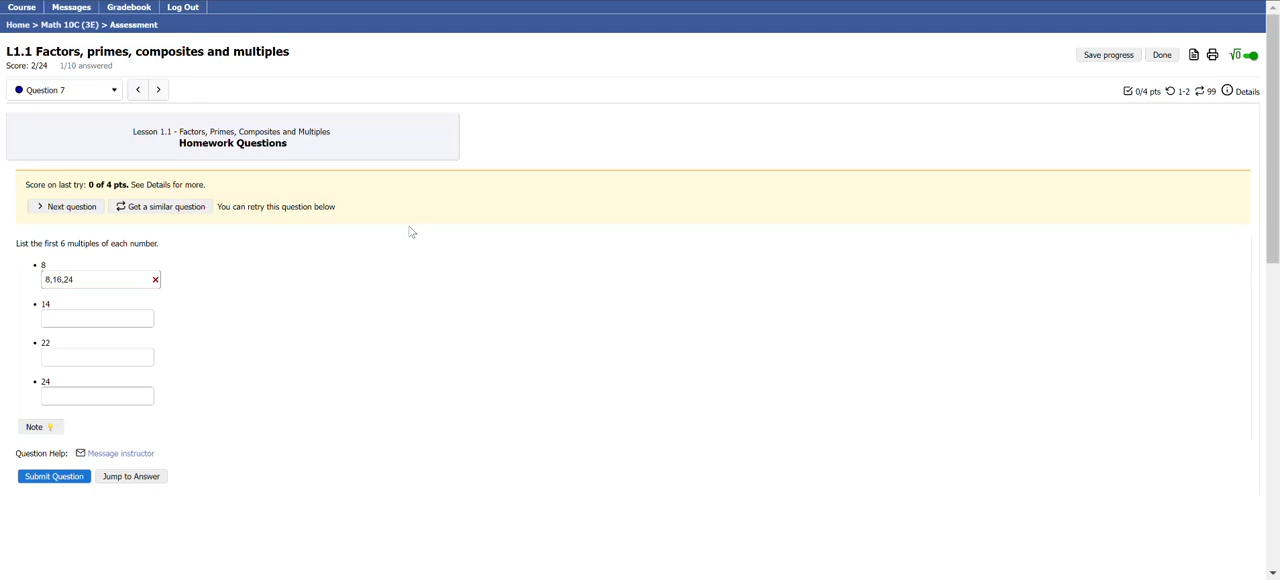 Course Messages Gradebook Log Out
Home > Math 10C (3E) > Assessment
L1.1 Factors, primes, composites and multiples
Score: 2/24 1/10 answered
Save progress Done √0
Question 7
0/4 pts 1-2 99 Details
Lesson 1.1 - Factors, Primes, Composites and Multiples
Homework Questions
Score on last try: 0 of 4 pts. See Details for more.
> Next question Get a similar question You can retry this question below
List the first 6 multiples of each number.
• 8
8,16,24
• 14
• 22
• 24
Note
Question Help: Message instructor
Submit Question Jump to Answer